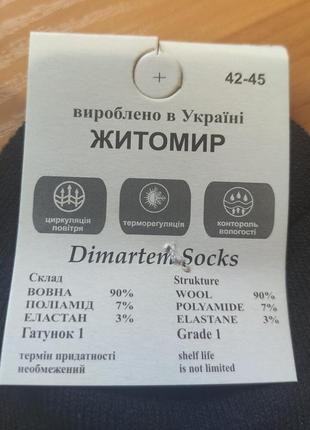 42-45
вироблено в Україні
ЖИТОМИР
циркуляція
повітря
терморегуляція
контороль
вологості
Dimartem Socks
Склад
ВОВНА 90%
ПОЛІАМІД 7%
ЕЛАСТАН 3%
Гатунок 1
термін придатності
необмежений
Strukture
WOOL 90%
POLYAMIDE 7%
ELASTANE 3%
Grade 1
shelf life
is not limited